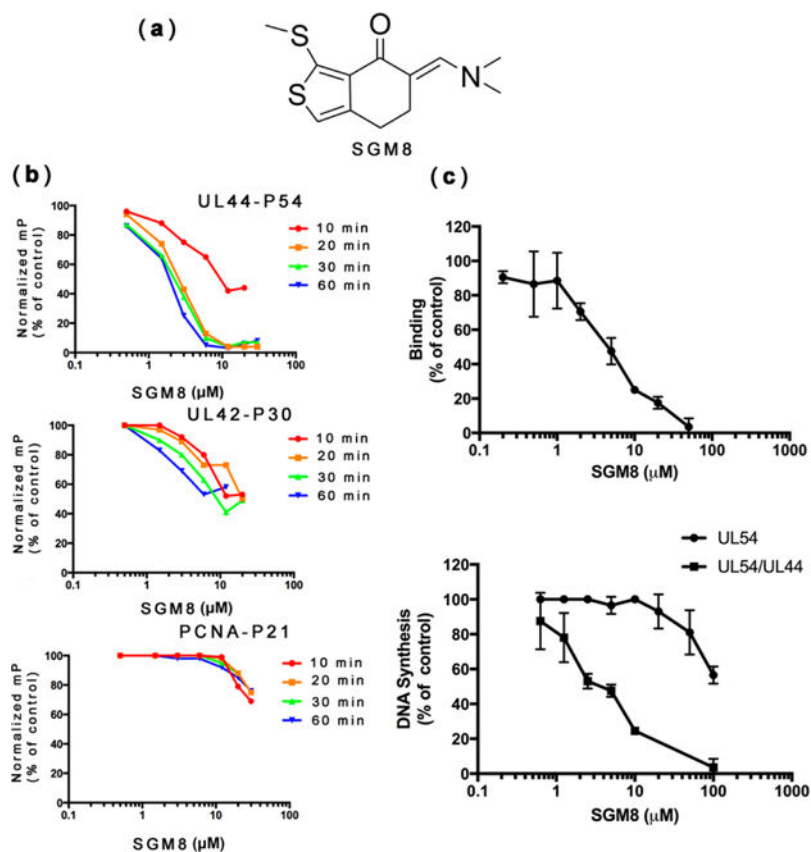 (a)
S
O
N
S
SGM8
(b)
UL44-P54
Normalized mP
(% of control)
100
80
60
40
20
0
0.1
1
10
100
SGM8 (μM)
10 min
20 min
30 min
60 min
UL42-P30
Normalized mP
(% of control)
100
80
60
40
20
0
0.1
1
10
100
SGM8 (μM)
10 min
20 min
30 min
60 min
PCNA-P21
Normalized mP
(% of control)
100
80
60
40
20
0
0.1
1
10
100
SGM8 (μM)
10 min
20 min
30 min
60 min
(c)
Binding
(% of control)
120
100
80
60
40
20
0
0.1
1
10
100
1000
SGM8 (μM)
UL54
UL54/UL44
DNA Synthesis
(% of control)
120
100
80
60
40
20
0
0.1
1
10
100
1000
SGM8 (μM)